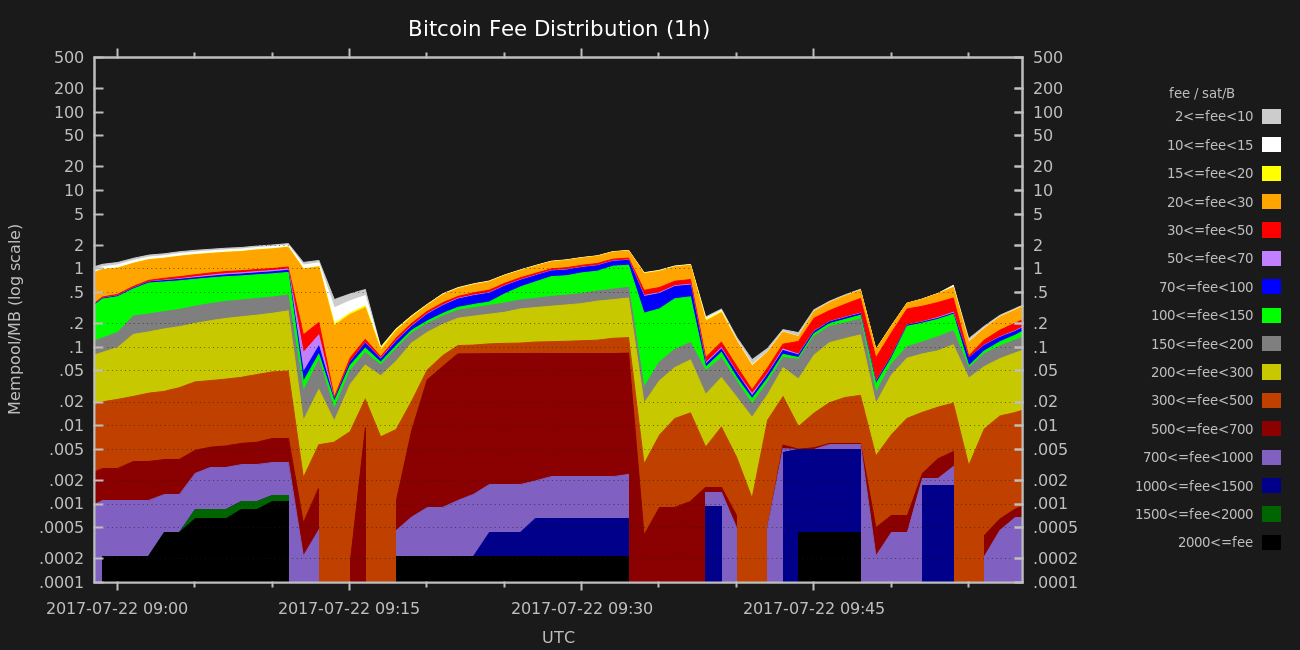 Bitcoin Fee Distribution (1h)
500
200
100
50
20
10
5
2
1
.5
.2
.1
.05
.02
.01
.005
.002
.001
.0005
.0002
.0001
Mempool/MB (log scale)
500
200
100
50
20
10
5
2
1
.5
.2
.1
.05
.02
.01
.005
.002
.001
.0005
.0002
.0001
2017-07-22 09:00 2017-07-22 09:15 2017-07-22 09:30 2017-07-22 09:45
UTC
fee / sat/B
2<=fee<10
10<=fee<15
15<=fee<20
20<=fee<30
30<=fee<50
50<=fee<70
70<=fee<100
100<=fee<150
150<=fee<200
200<=fee<300
300<=fee<500
500<=fee<700
700<=fee<1000
1000<=fee<1500
1500<=fee<2000
2000<=fee